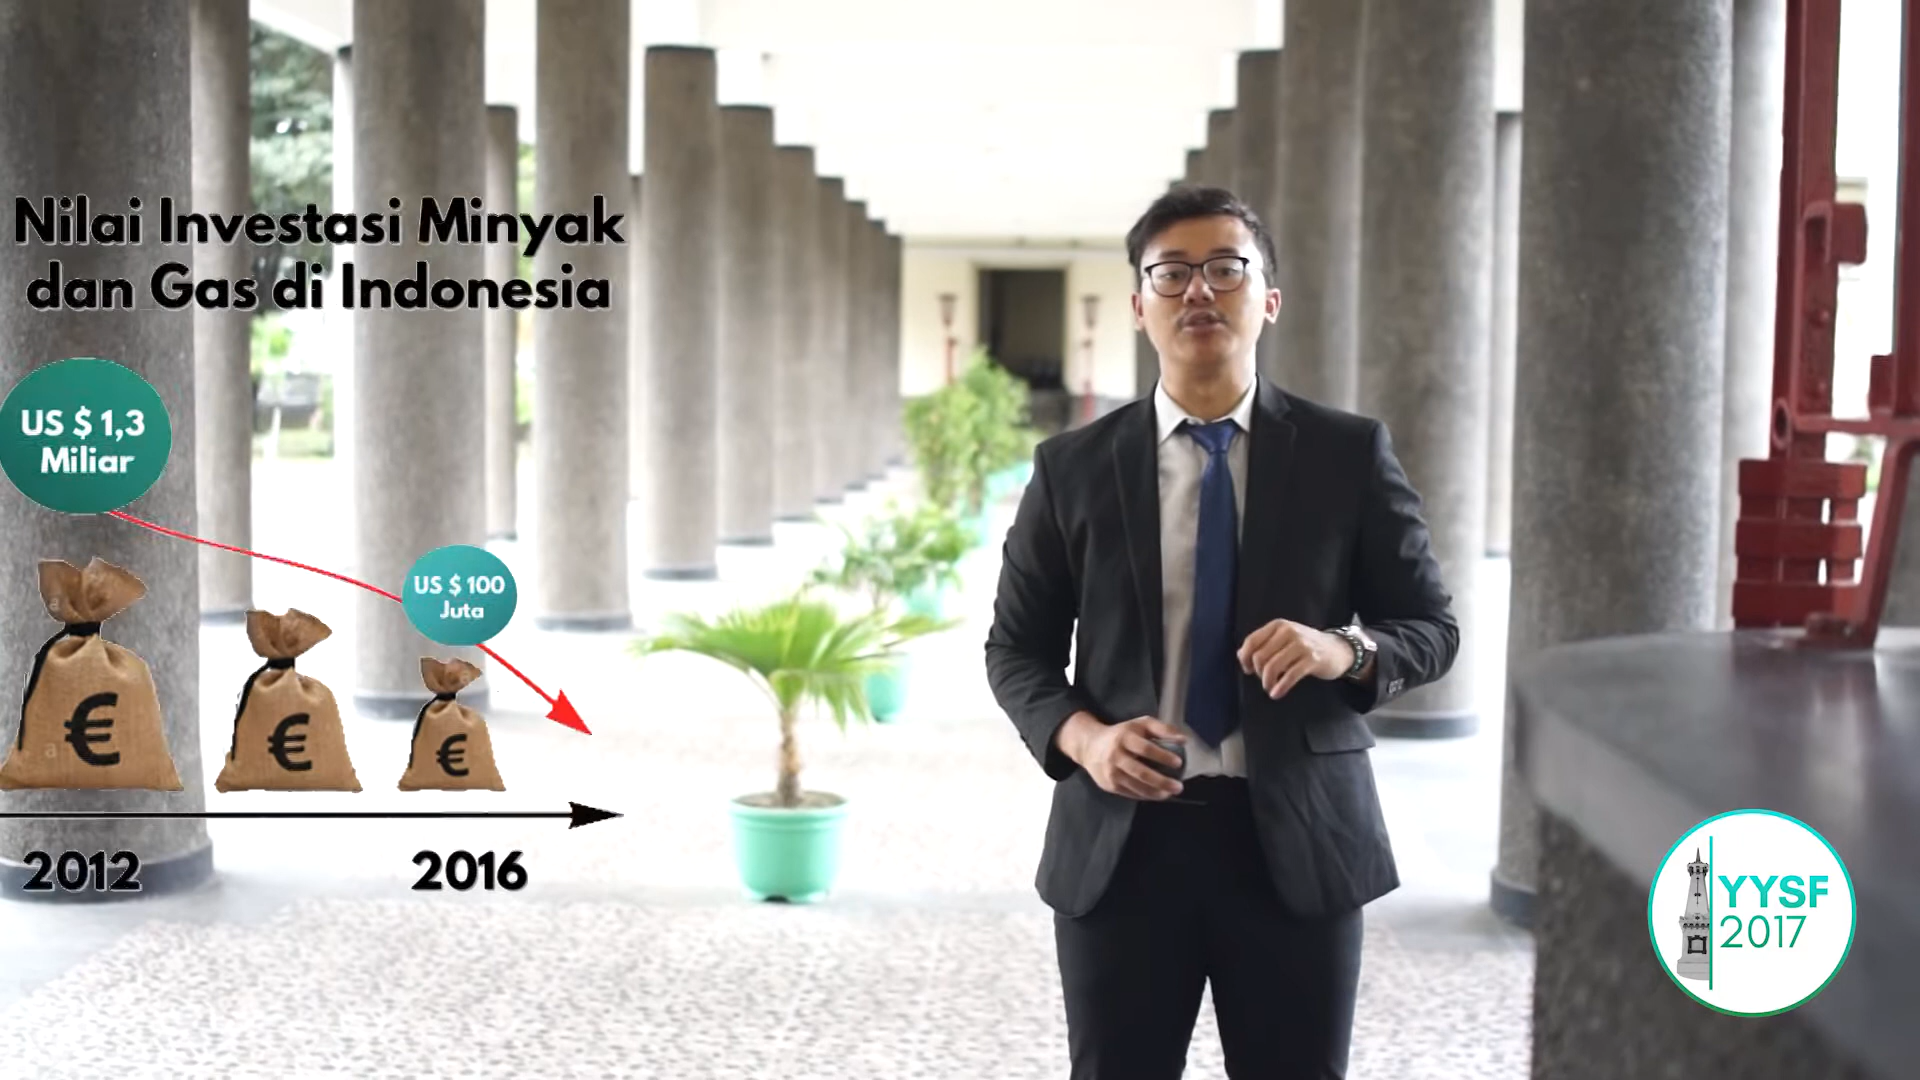 Nilai Investasi Minyak
dan Gas di Indonesia
US $ 1,3
Miliar
US $ 100
Juta
€
€
€
2012
2016
YYSF
2017